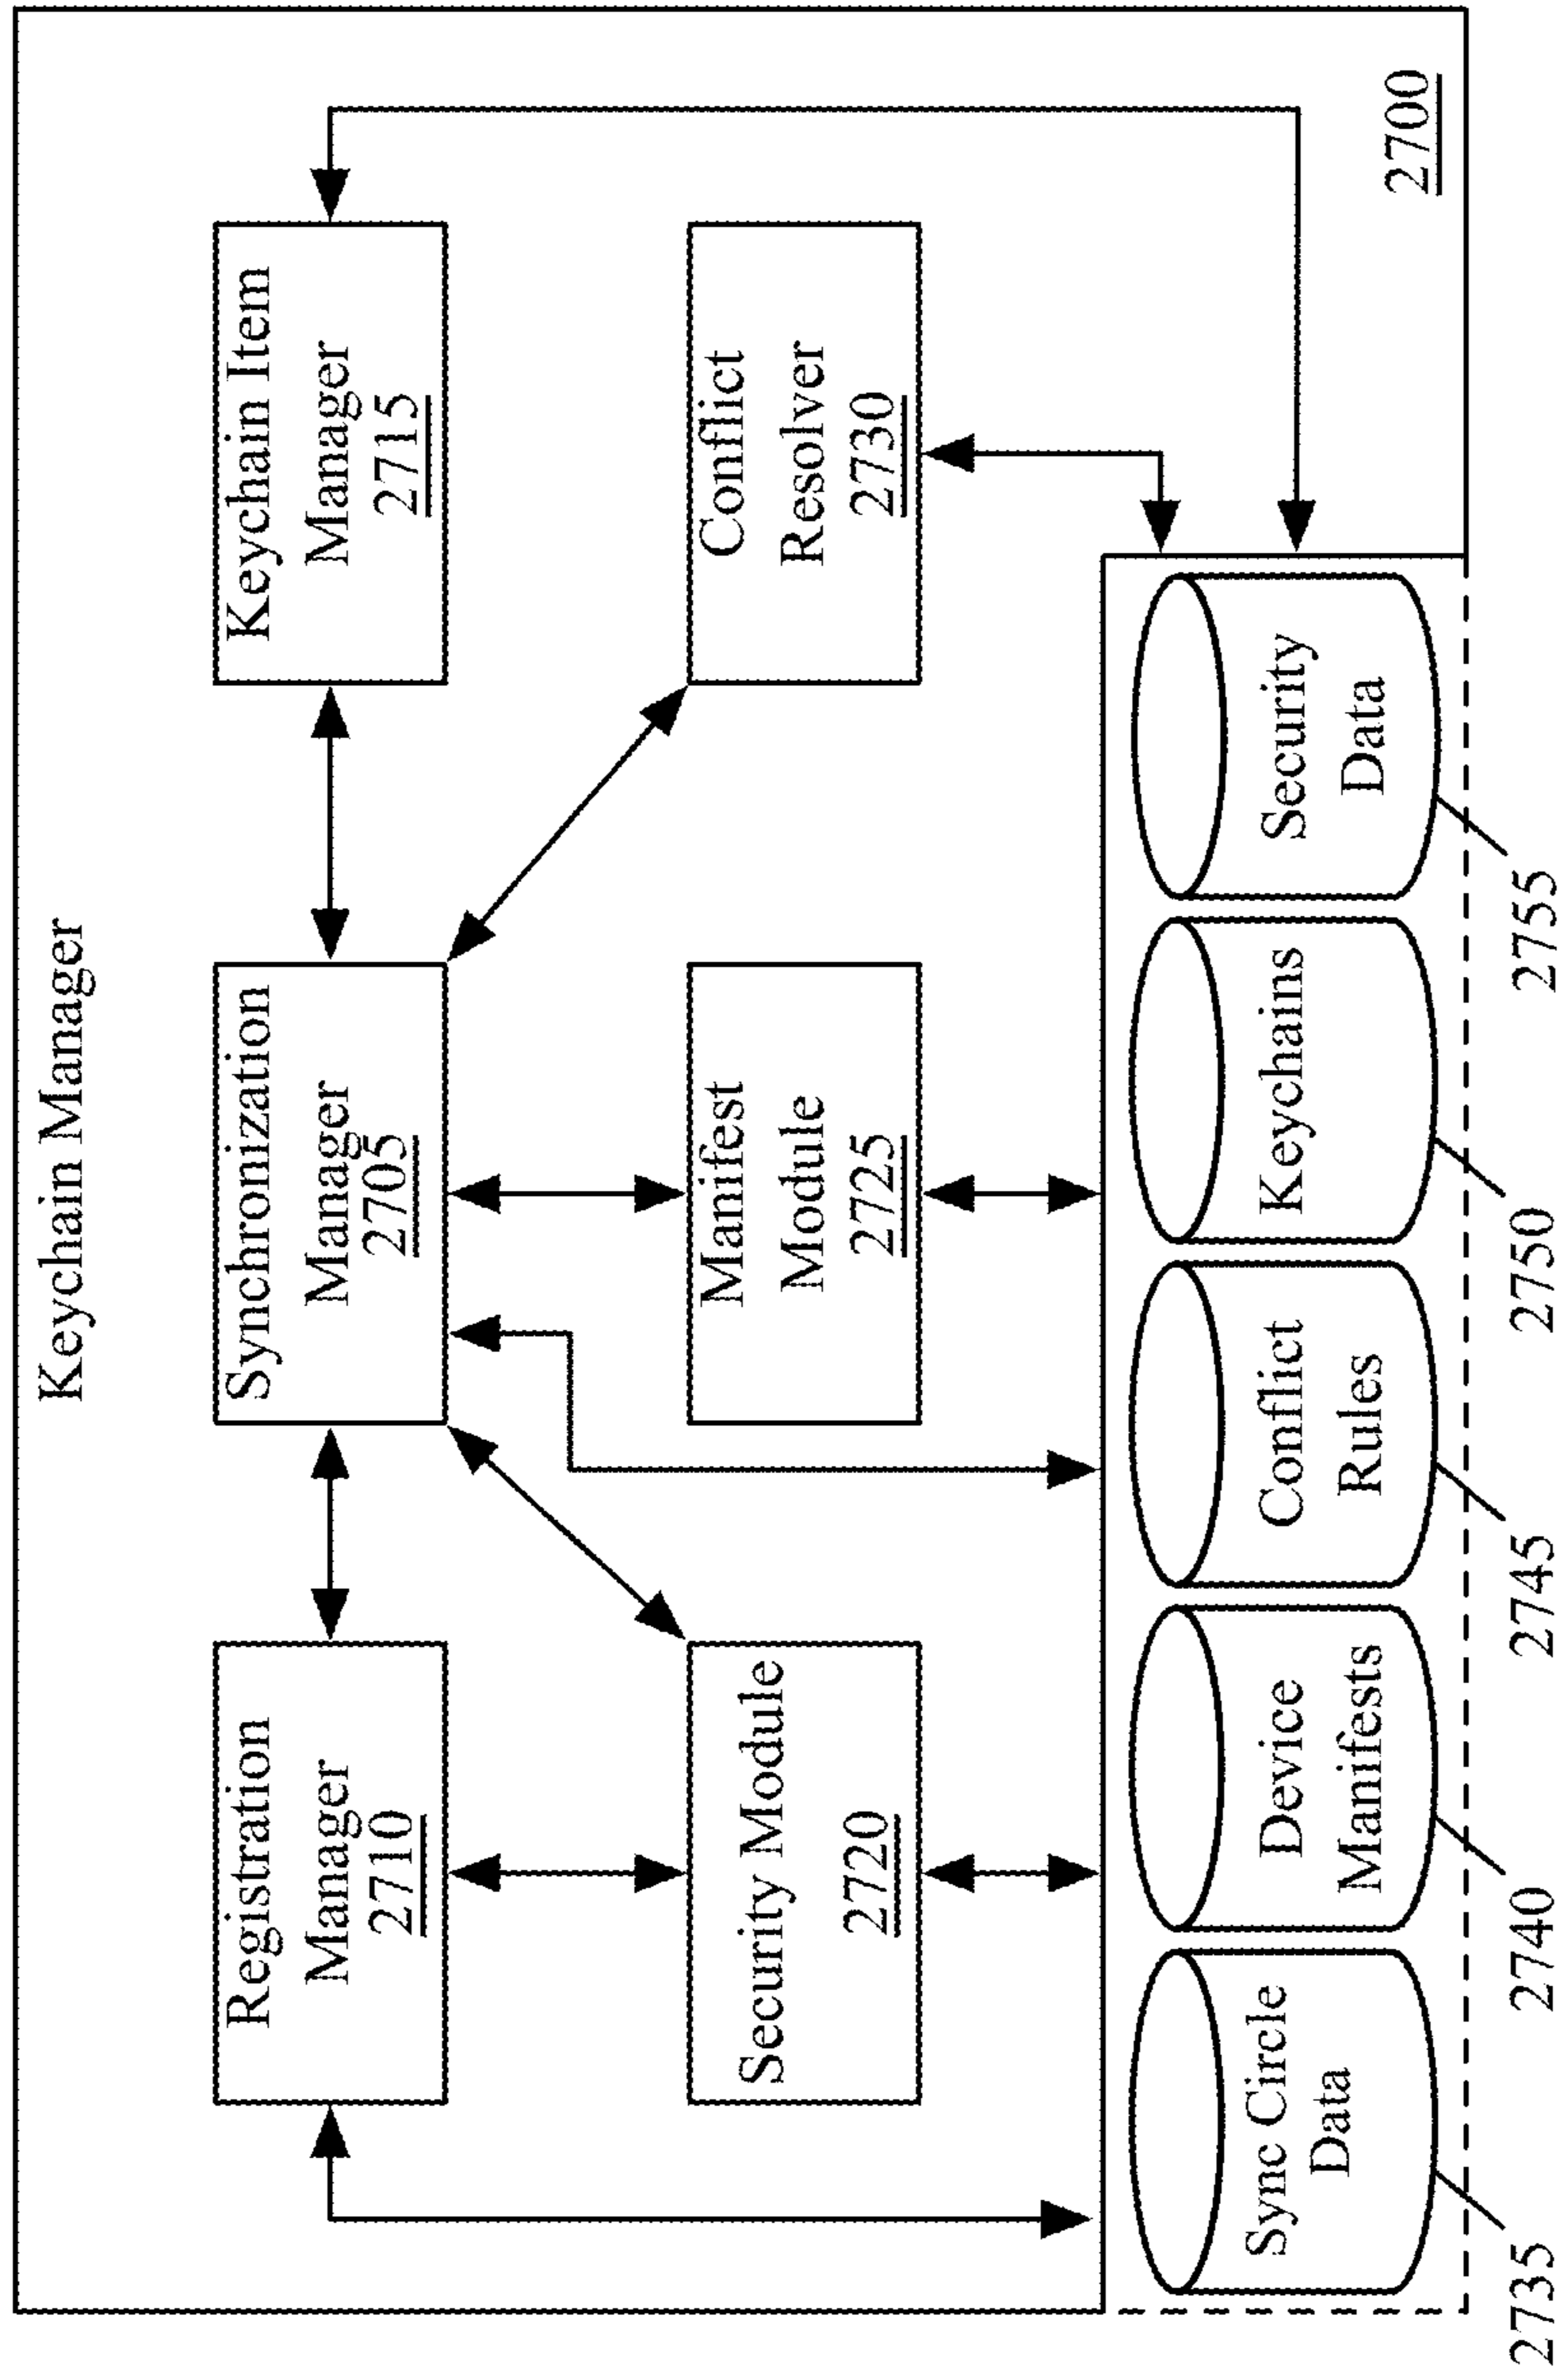 Keychain Manager
Registration
Manager
2710
Synchronization
Manager
2705
Keychain Item
Manager
2715
Security Module
2720
Manifest
Module
2725
Conflict
Resolver
2730
Sync Circle
Data
Device
Manifests
Conflict
Rules
Keychains
Security
Data
2700
2735
2740
2745
2750
2755